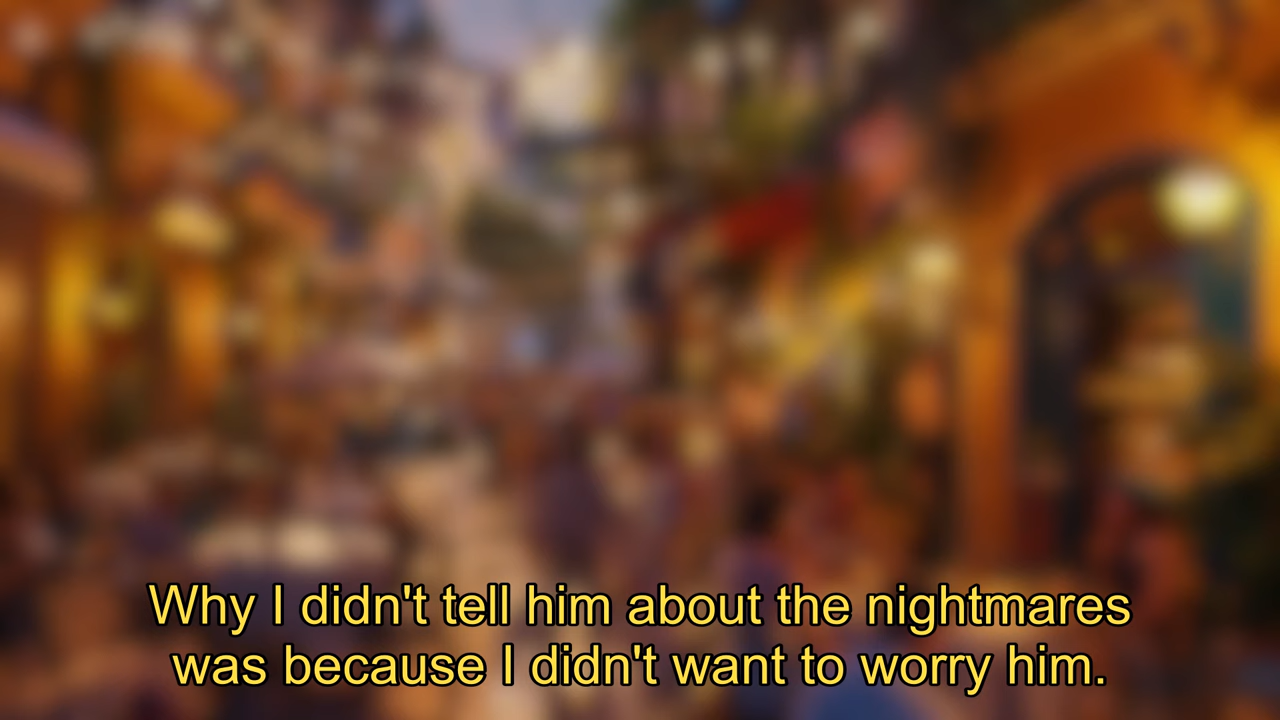 Why I didn't tell him about the nightmares
was because I didn't want to worry him.